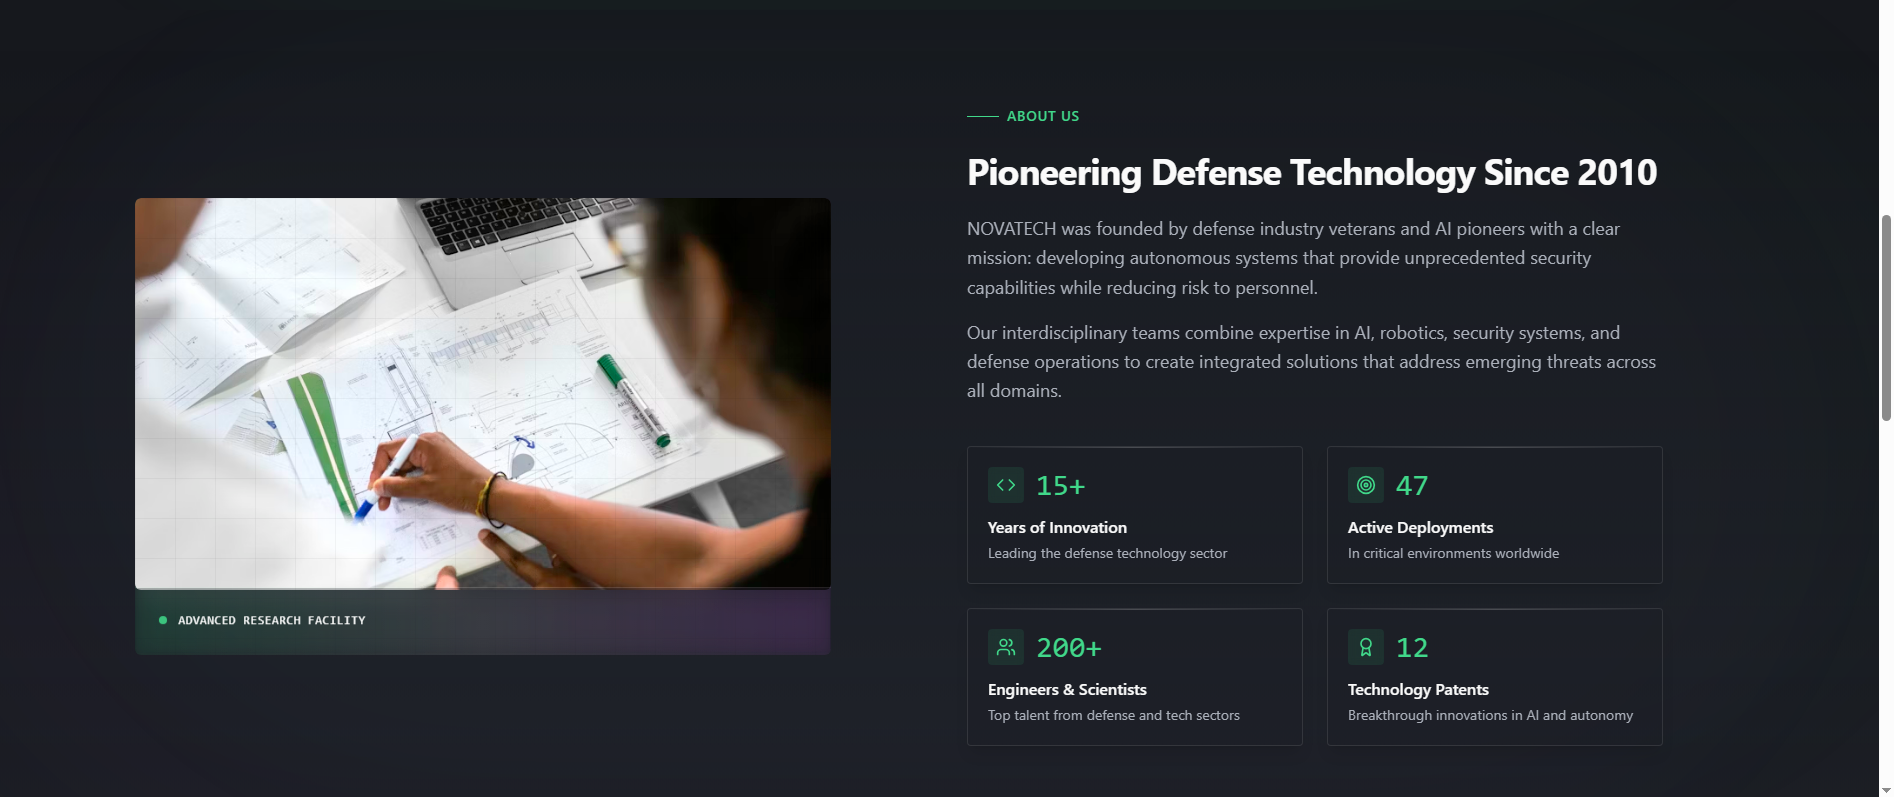 ABOUT US
Pioneering Defense Technology Since 2010
NOVATECH was founded by defense industry veterans and AI pioneers with a clear
mission: developing autonomous systems that provide unprecedented security
capabilities while reducing risk to personnel.
Our interdisciplinary teams combine expertise in AI, robotics, security systems, and
defense operations to create integrated solutions that address emerging threats across
all domains.
ADVANCED RESEARCH FACILITY
15+
Years of Innovation
Leading the defense technology sector
47
Active Deployments
In critical environments worldwide
200+
Engineers & Scientists
Top talent from defense and tech sectors
12
Technology Patents
Breakthrough innovations in AI and autonomy